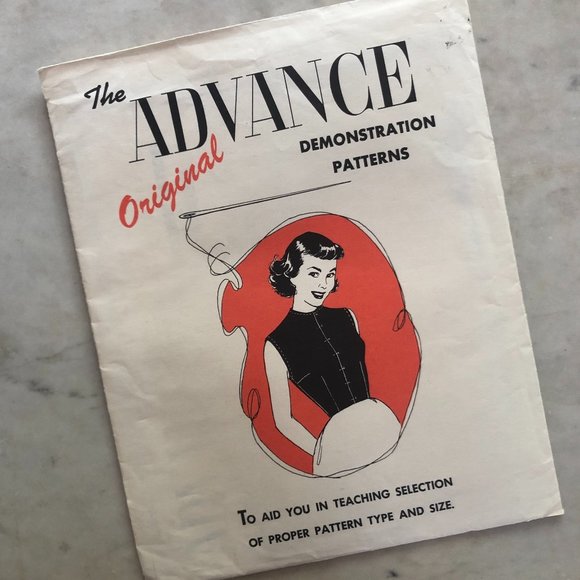 The
ADVANCE
Original
DEMONSTRATION
PATTERNS
TO AID YOU IN TEACHING SELECTION
OF PROPER PATTERN TYPE AND SIZE.